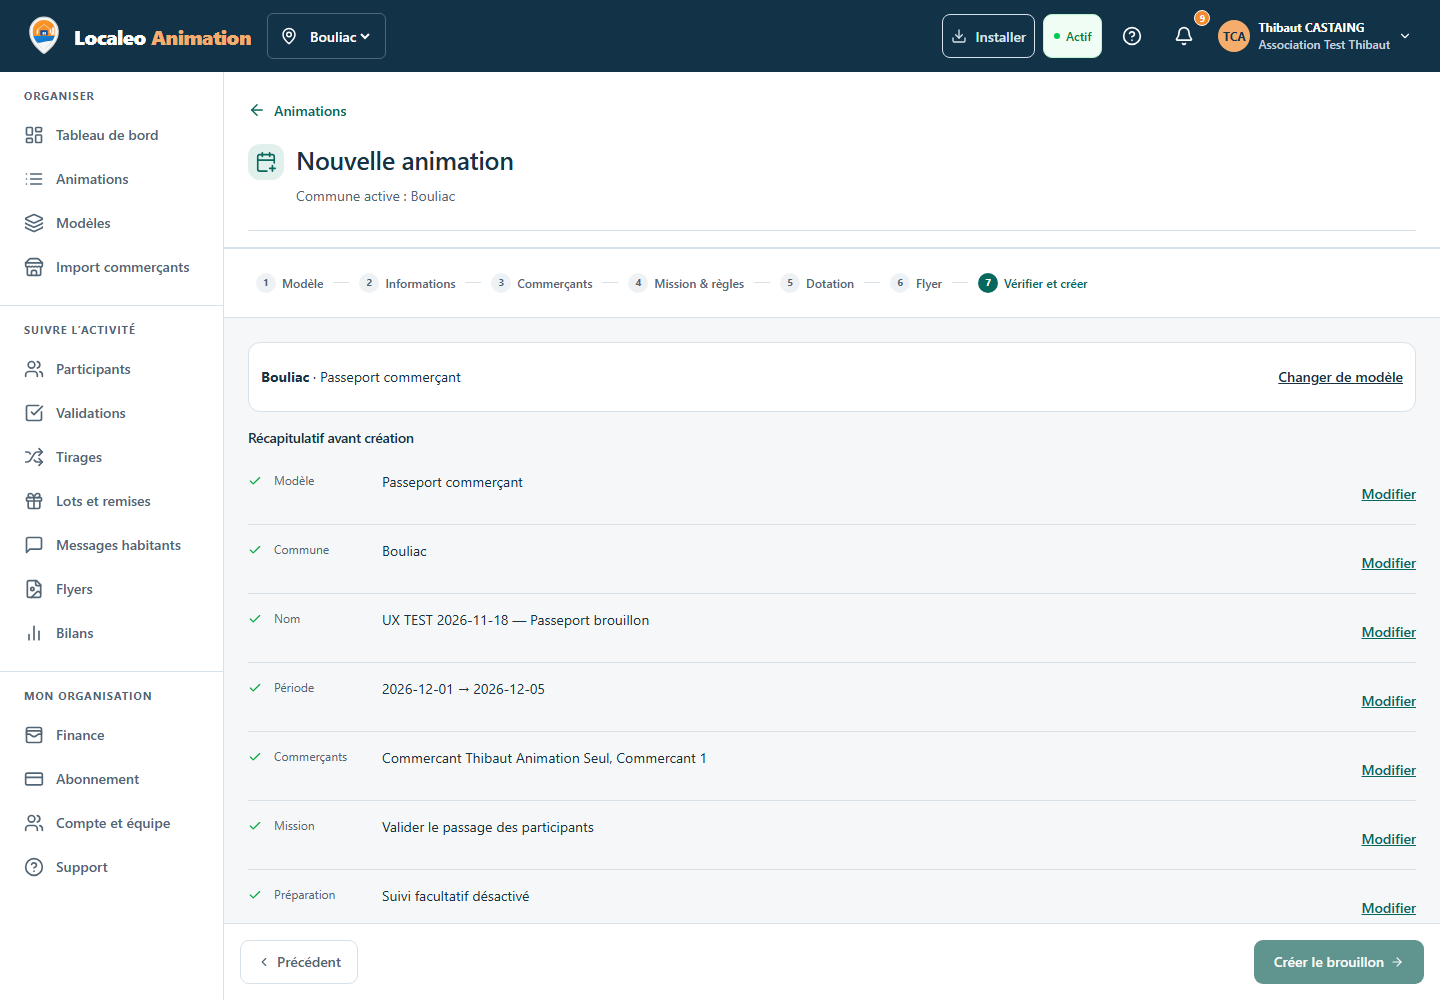 Localeo Animation
Bouliac
Installer
Actif
9
TCA
Thibaut CASTAING
Association Test Thibaut
ORGANISER
Tableau de bord
Animations
Modèles
Import commerçants
SUIVRE L'ACTIVITÉ
Participants
Validations
Tirages
Lots et remises
Messages habitants
Flyers
Bilans
MON ORGANISATION
Finance
Abonnement
Compte et équipe
Support
← Animations
Nouvelle animation
Commune active : Bouliac
1 Modèle
2 Informations
3 Commerçants
4 Mission & règles
5 Dotation
6 Flyer
7 Vérifier et créer
Bouliac · Passeport commerçant
Changer de modèle
Récapitulatif avant création
Modèle Passeport commerçant Modifier
Commune Bouliac Modifier
Nom UX TEST 2026-11-18 — Passeport brouillon Modifier
Période 2026-12-01 → 2026-12-05 Modifier
Commerçants Commercant Thibaut Animation Seul, Commercant 1 Modifier
Mission Valider le passage des participants Modifier
Préparation Suivi facultatif désactivé Modifier
Précédent
Créer le brouillon →